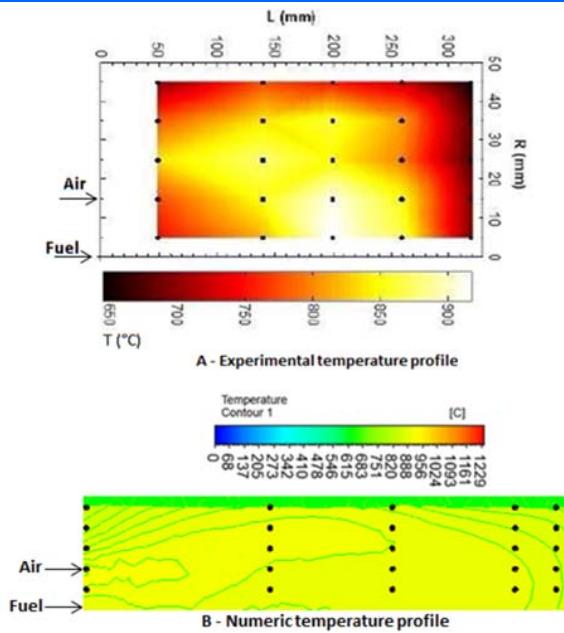 L (mm)
0 50 100 150 200 250 300
50
40
30
20
10
0
R (mm)
Air
Fuel
650 700 750 800 850 900
T (°C)
A - Experimental temperature profile
Temperature
Contour 1
[C]
0 68 137 205 273 342 410 478 546 615 683 751 820 888 956 1024 1093 1161 1229
Air
Fuel
B - Numeric temperature profile